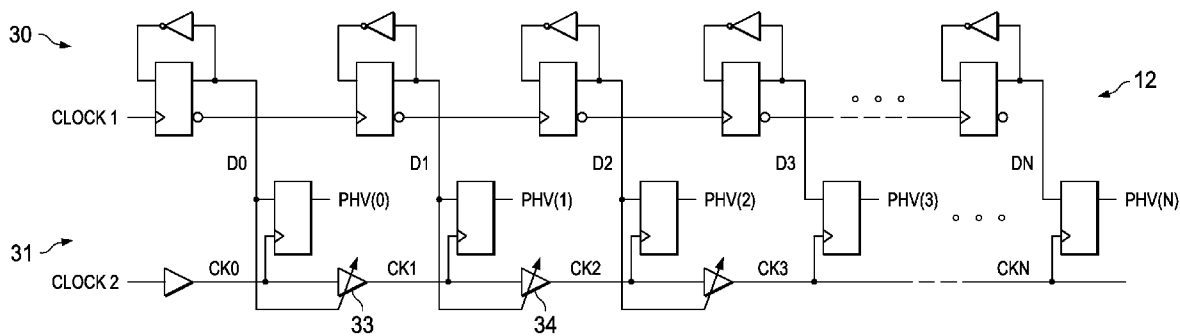 30
12
CLOCK 1
D0
D1
D2
D3
DN
PHV(0)
PHV(1)
PHV(2)
PHV(3)
PHV(N)
31
CLOCK 2
CK0
CK1
CK2
CK3
CKN
33
34